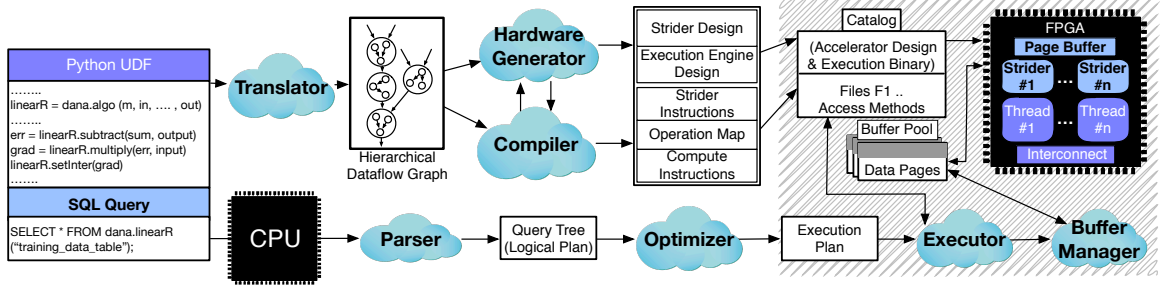 Python UDF
........
linearR = dana.algo (m, in, .... , out)
........
err = linearR.subtract(sum, output)
grad = linearR.multiply(err, input)
linearR.setInter(grad)
.......
SQL Query
SELECT * FROM dana.linearR
("training_data_table");
Translator
Hierarchical
Dataflow Graph
Hardware
Generator
Compiler
Strider Design
Execution Engine
Design
Strider
Instructions
Operation Map
Compute
Instructions
Catalog
(Accelerator Design
& Execution Binary)
Files F1 ..
Access Methods
Buffer Pool
Data Pages
FPGA
Page Buffer
Strider
#1
...
Strider
#n
Thread
#1
...
Thread
#n
Interconnect
CPU
Parser
Query Tree
(Logical Plan)
Optimizer
Execution
Plan
Executor
Buffer
Manager